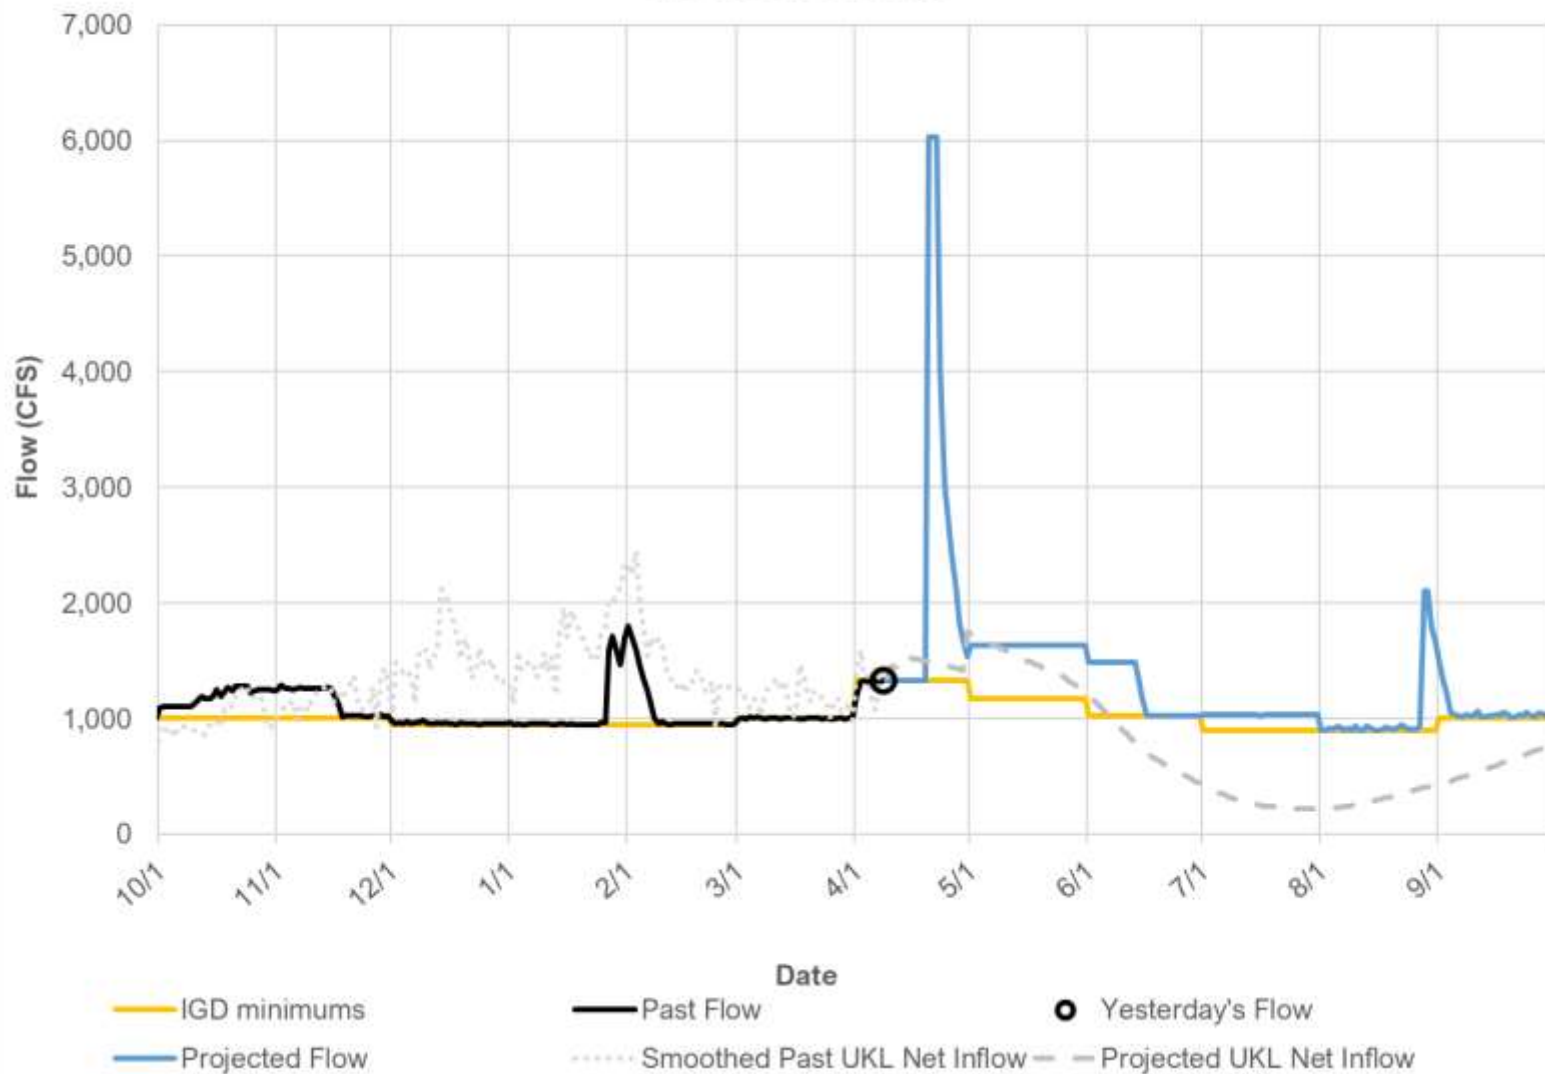 7,000
6,000
5,000
4,000
3,000
2,000
1,000
0
Flow (CFS)
10/1 11/1 12/1 1/1 2/1 3/1 4/1 5/1 6/1 7/1 8/1 9/1
Date
IGD minimums Past Flow Yesterday's Flow
Projected Flow Smoothed Past UKL Net Inflow Projected UKL Net Inflow